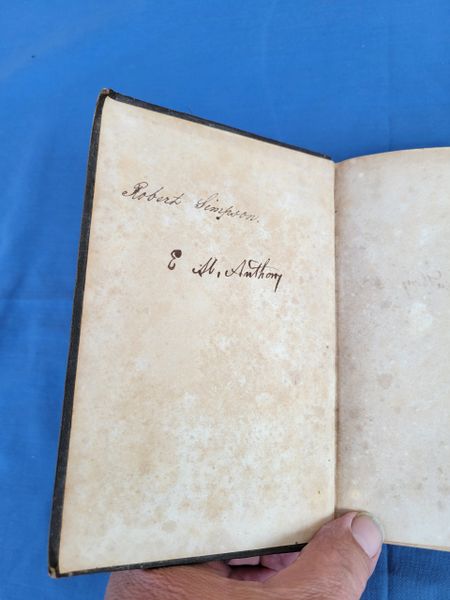 Robert Simpson.
E M. Anthony